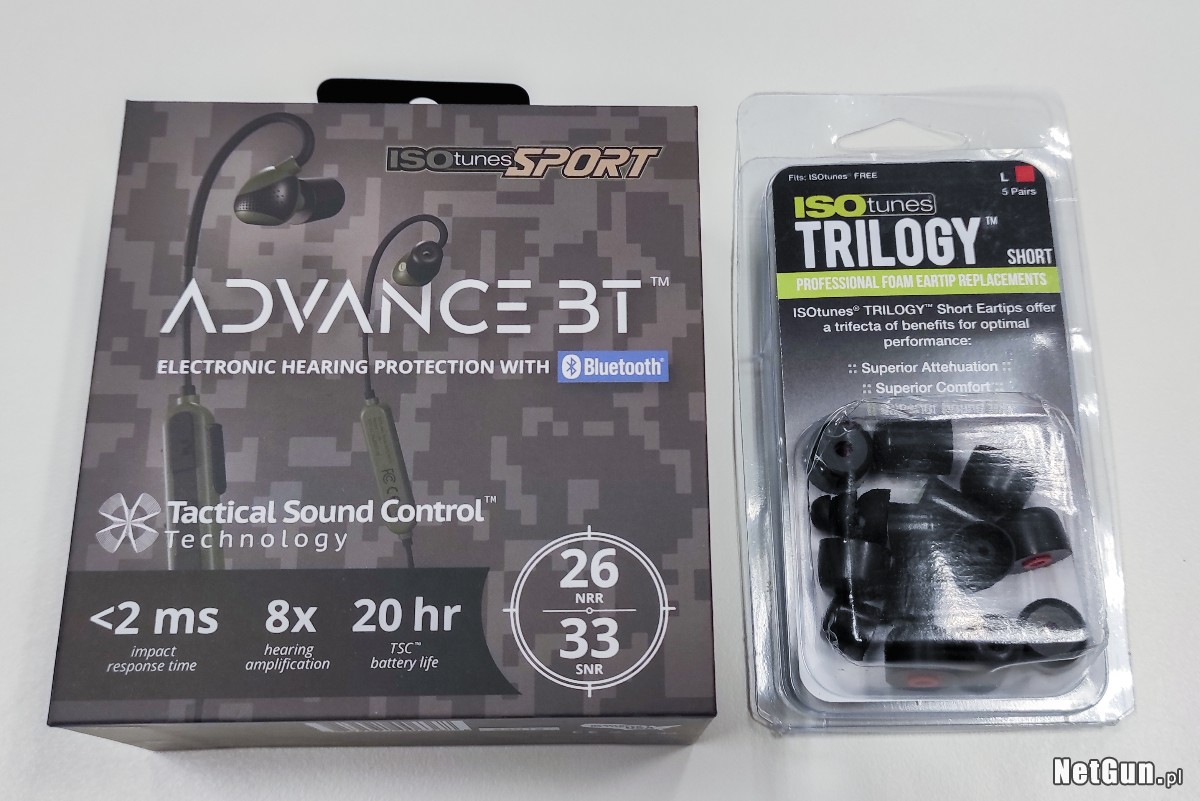 ISOtunes SPORT
ADVANCE BT™
ELECTRONIC HEARING PROTECTION WITH Bluetooth®
Tactical Sound Control™
Technology
<2 ms
impact
response time
8x
hearing
amplification
20 hr
TSC™
battery life
26
NRR
33
SNR
Fits: ISOtunes® FREE
L
5 Pairs
ISOtunes
TRILOGY™
SHORT
PROFESSIONAL FOAM EARTIP REPLACEMENTS
ISOtunes® TRILOGY™ Short Eartips offer
a trifecta of benefits for optimal
performance:
:: Superior Attehuation ::
:: Superior Comfort ::
NetGun.pl